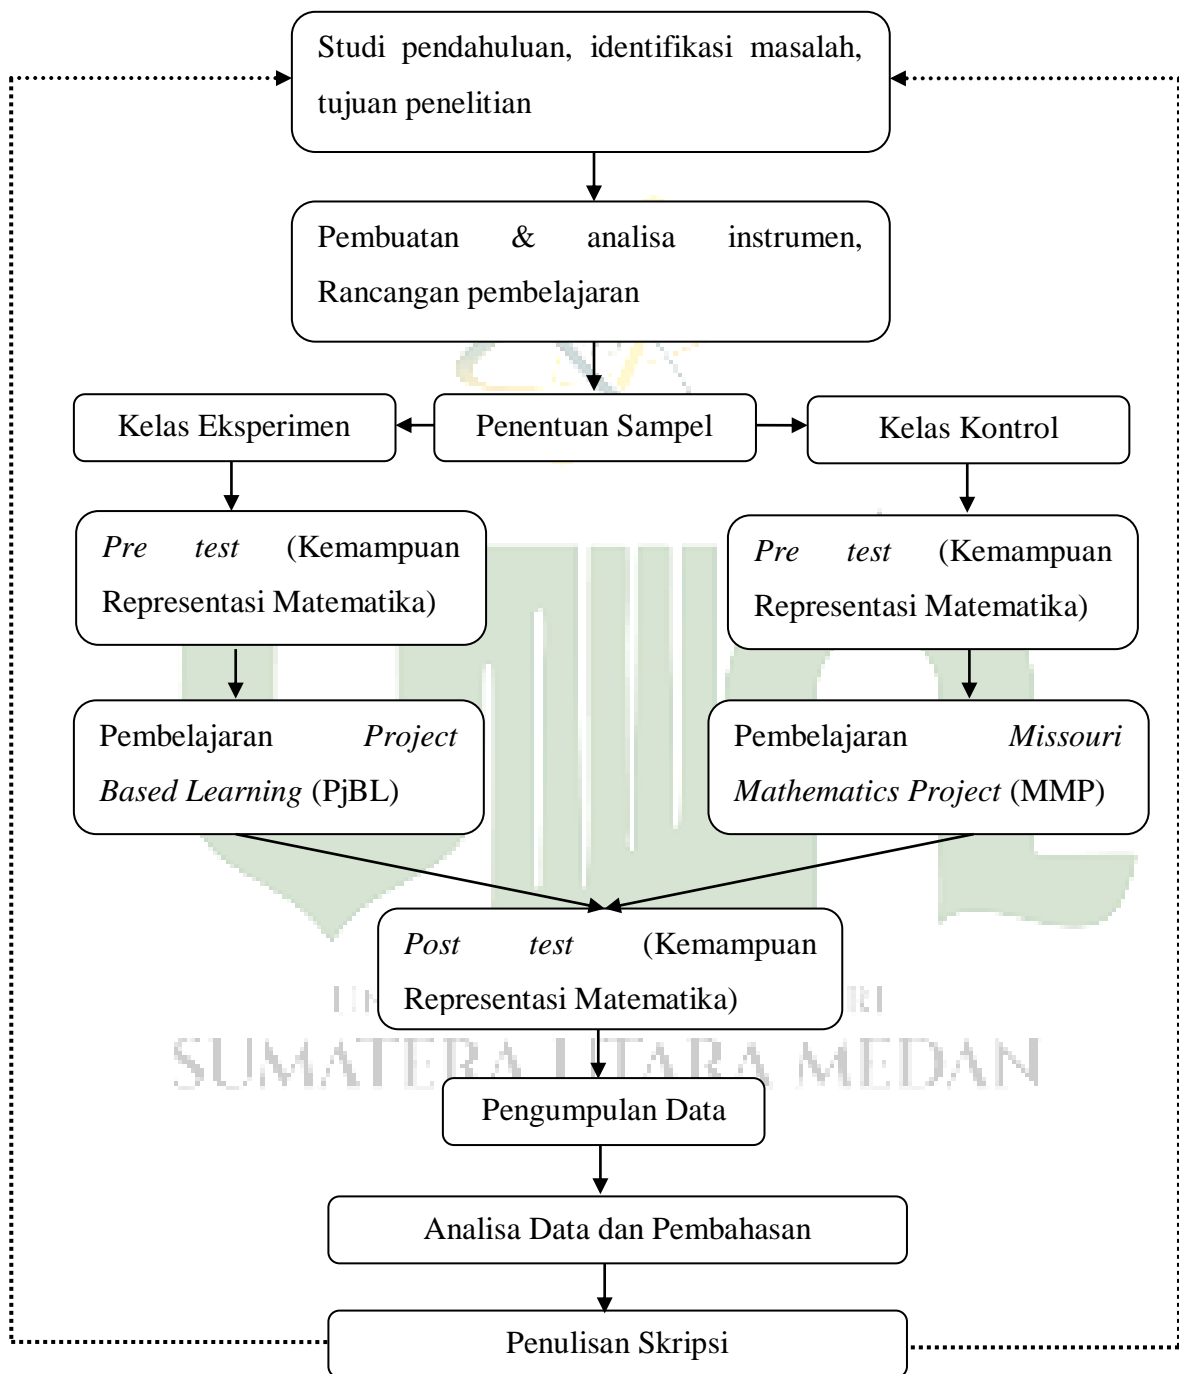 Studi pendahuluan, identifikasi masalah,
tujuan penelitian
Pembuatan & analisa instrumen,
Rancangan pembelajaran
Kelas Eksperimen
Penentuan Sampel
Kelas Kontrol
Pre test (Kemampuan
Representasi Matematika)
Pre test (Kemampuan
Representasi Matematika)
Pembelajaran Project
Based Learning (PjBL)
Pembelajaran Missouri
Mathematics Project (MMP)
Post test (Kemampuan
Representasi Matematika)
SUMATERA UTARA MEDAN
Pengumpulan Data
Analisa Data dan Pembahasan
Penulisan Skripsi